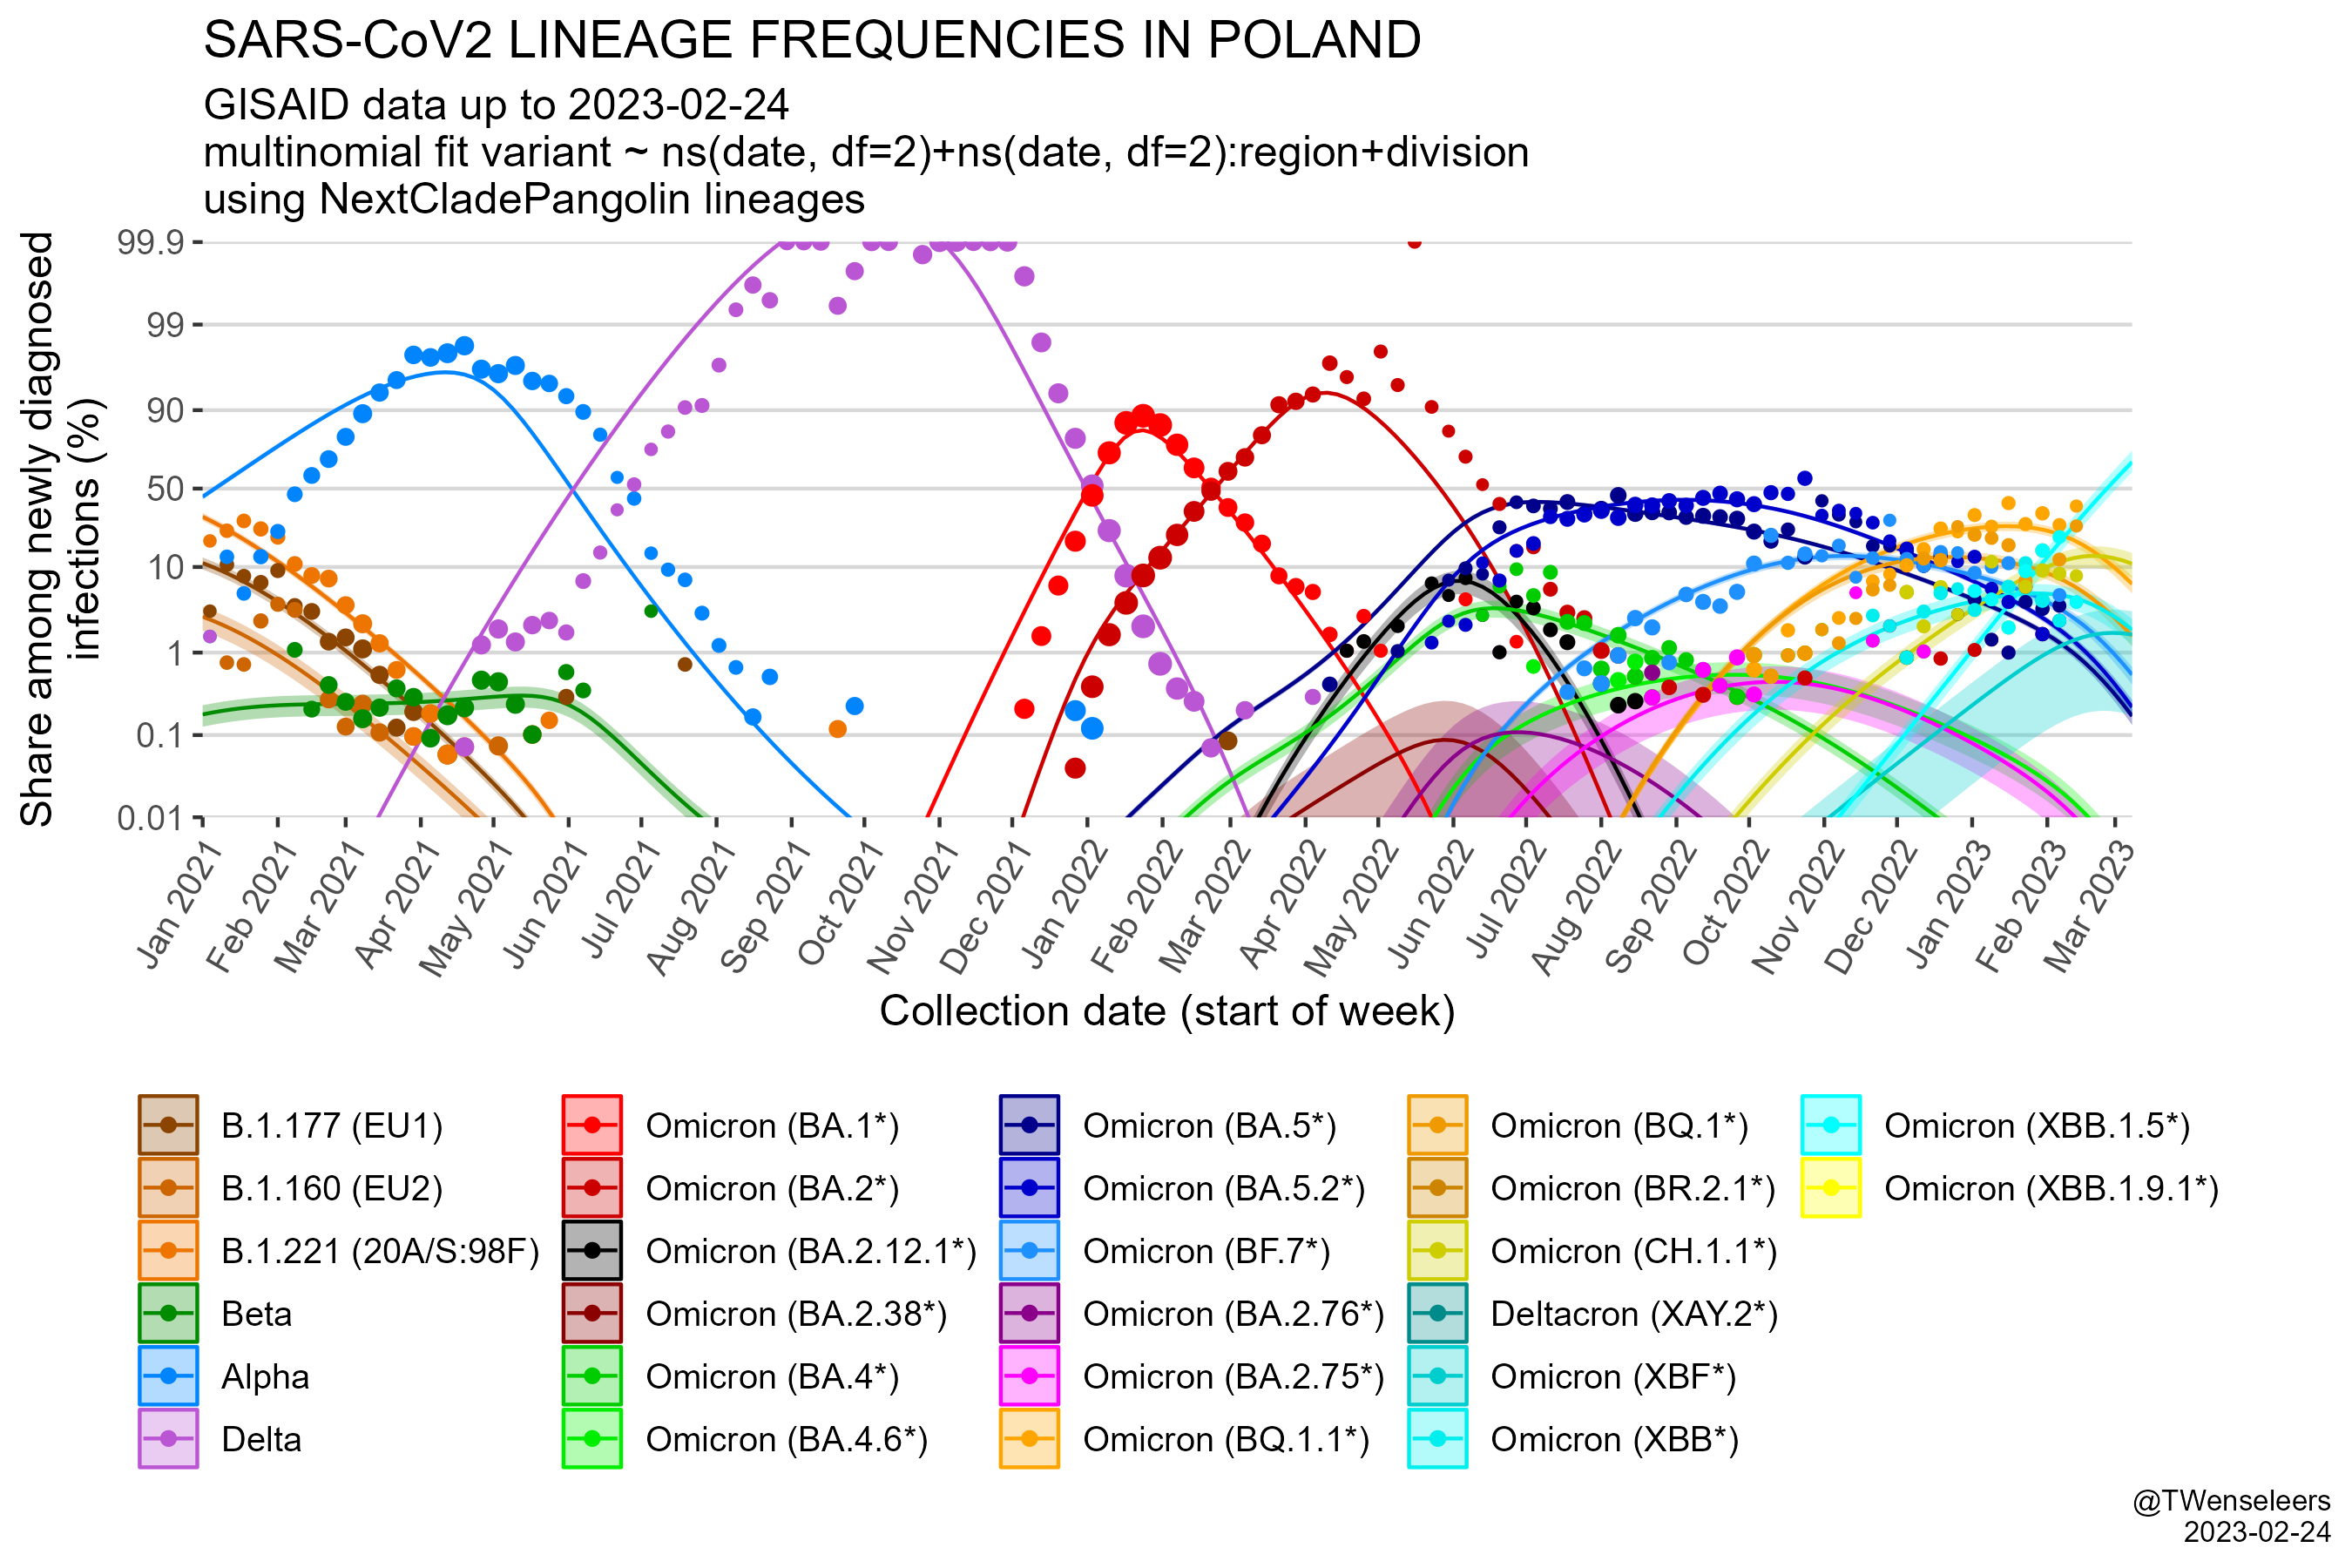 SARS-CoV2 LINEAGE FREQUENCIES IN POLAND
GISAID data up to 2023-02-24
multinomial fit variant ~ ns(date, df=2)+ns(date, df=2):region+division
using NextCladePangolin lineages
Share among newly diagnosed
infections (%)
99.9
99
90
50
10
1
0.1
0.01
Jan 2021
Feb 2021
Mar 2021
Apr 2021
May 2021
Jun 2021
Jul 2021
Aug 2021
Sep 2021
Oct 2021
Nov 2021
Dec 2021
Jan 2022
Feb 2022
Mar 2022
Apr 2022
May 2022
Jun 2022
Jul 2022
Aug 2022
Sep 2022
Oct 2022
Nov 2022
Dec 2022
Jan 2023
Feb 2023
Mar 2023
Collection date (start of week)
B.1.177 (EU1)
B.1.160 (EU2)
B.1.221 (20A/S:98F)
Beta
Alpha
Delta
Omicron (BA.1*)
Omicron (BA.2*)
Omicron (BA.2.12.1*)
Omicron (BA.2.38*)
Omicron (BA.4*)
Omicron (BA.4.6*)
Omicron (BA.5*)
Omicron (BA.5.2*)
Omicron (BF.7*)
Omicron (BA.2.76*)
Omicron (BA.2.75*)
Omicron (BQ.1.1*)
Omicron (BQ.1*)
Omicron (BR.2.1*)
Omicron (CH.1.1*)
Deltacron (XAY.2*)
Omicron (XBF*)
Omicron (XBB*)
Omicron (XBB.1.5*)
Omicron (XBB.1.9.1*)
@TWenseleers
2023-02-24